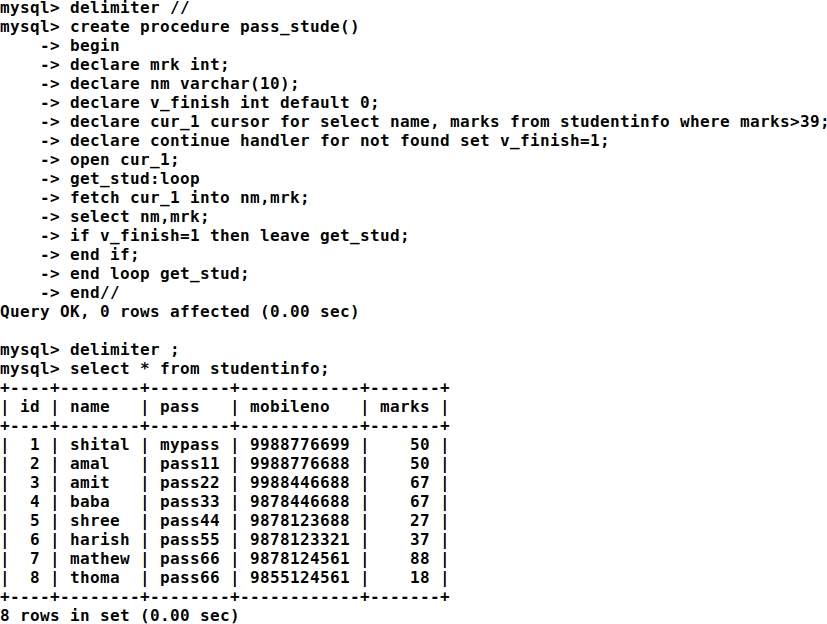 mysql> delimiter //
mysql> create procedure pass_stude()
    -> begin
    -> declare mrk int;
    -> declare nm varchar(10);
    -> declare v_finish int default 0;
    -> declare cur_1 cursor for select name, marks from studentinfo where marks>39;
    -> declare continue handler for not found set v_finish=1;
    -> open cur_1;
    -> get_stud:loop
    -> fetch cur_1 into nm,mrk;
    -> select nm,mrk;
    -> if v_finish=1 then leave get_stud;
    -> end if;
    -> end loop get_stud;
    -> end//
Query OK, 0 rows affected (0.00 sec)

mysql> delimiter ;
mysql> select * from studentinfo;
+----+--------+--------+------------+-------+
| id | name   | pass   | mobileno   | marks |
+----+--------+--------+------------+-------+
|  1 | shital | mypass | 9988776699 |    50 |
|  2 | amal   | pass11 | 9988776688 |    50 |
|  3 | amit   | pass22 | 9988446688 |    67 |
|  4 | baba   | pass33 | 9878446688 |    67 |
|  5 | shree  | pass44 | 9878123688 |    27 |
|  6 | harish | pass55 | 9878123321 |    37 |
|  7 | mathew | pass66 | 9878124561 |    88 |
|  8 | thoma  | pass66 | 9855124561 |    18 |
+----+--------+--------+------------+-------+
8 rows in set (0.00 sec)